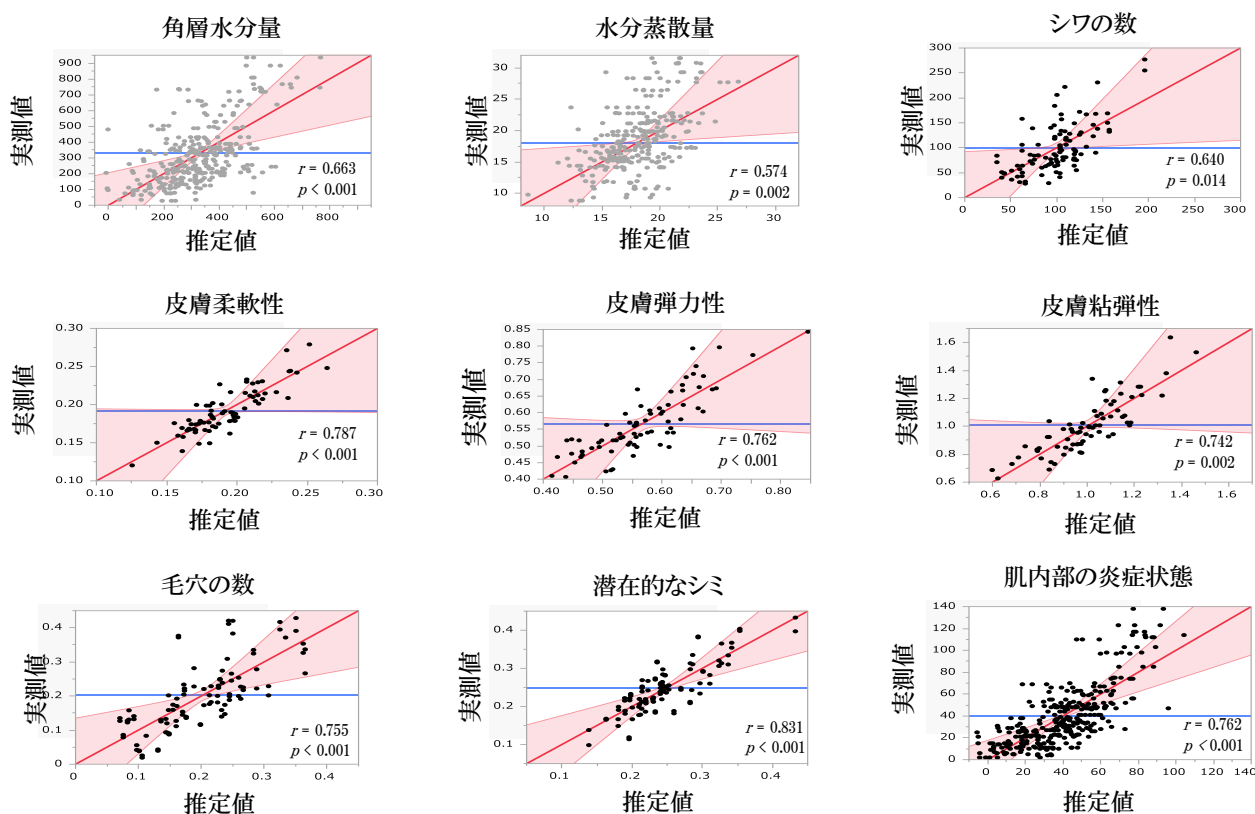 角層水分量
実測値
900
800
700
600
500
400
300
200
100
0
r = 0.663
p < 0.001
0 200 400 600 800
推定値
水分蒸散量
実測値
30
25
20
15
10
r = 0.574
p = 0.002
10 15 20 25 30
推定値
シワの数
実測値
300
250
200
150
100
50
0
r = 0.640
p = 0.014
0 50 100 150 200 250 300
推定値
皮膚柔軟性
実測値
0.30
0.25
0.20
0.15
0.10
r = 0.787
p < 0.001
0.10 0.15 0.20 0.25 0.30
推定値
皮膚弾力性
実測値
0.85
0.80
0.75
0.70
0.65
0.60
0.55
0.50
0.45
0.40
r = 0.762
p < 0.001
0.40 0.50 0.60 0.70 0.80
推定値
皮膚粘弾性
実測値
1.6
1.4
1.2
1.0
0.8
0.6
r = 0.742
p = 0.002
0.6 0.8 1.0 1.2 1.4 1.6
推定値
毛穴の数
実測値
0.4
0.3
0.2
0.1
0
r = 0.755
p < 0.001
0 0.1 0.2 0.3 0.4
推定値
潜在的なシミ
実測値
0.4
0.3
0.2
0.1
r = 0.831
p < 0.001
0.1 0.2 0.3 0.4
推定値
肌内部の炎症状態
実測値
140
120
100
80
60
40
20
0
r = 0.762
p < 0.001
0 20 40 60 80 100 120 140
推定値